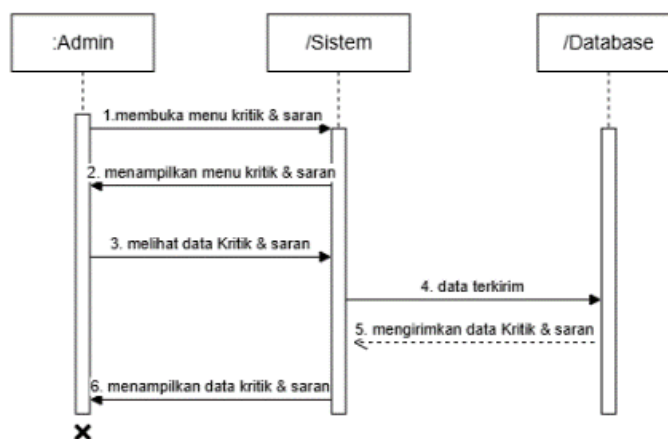 :Admin
/Sistem
/Database
1.membuka menu kritik & saran
2. menampilkan menu kritik & saran
3. melihat data Kritik & saran
4. data terkirim
5. mengirimkan data Kritik & saran
6. menampilkan data kritik & saran